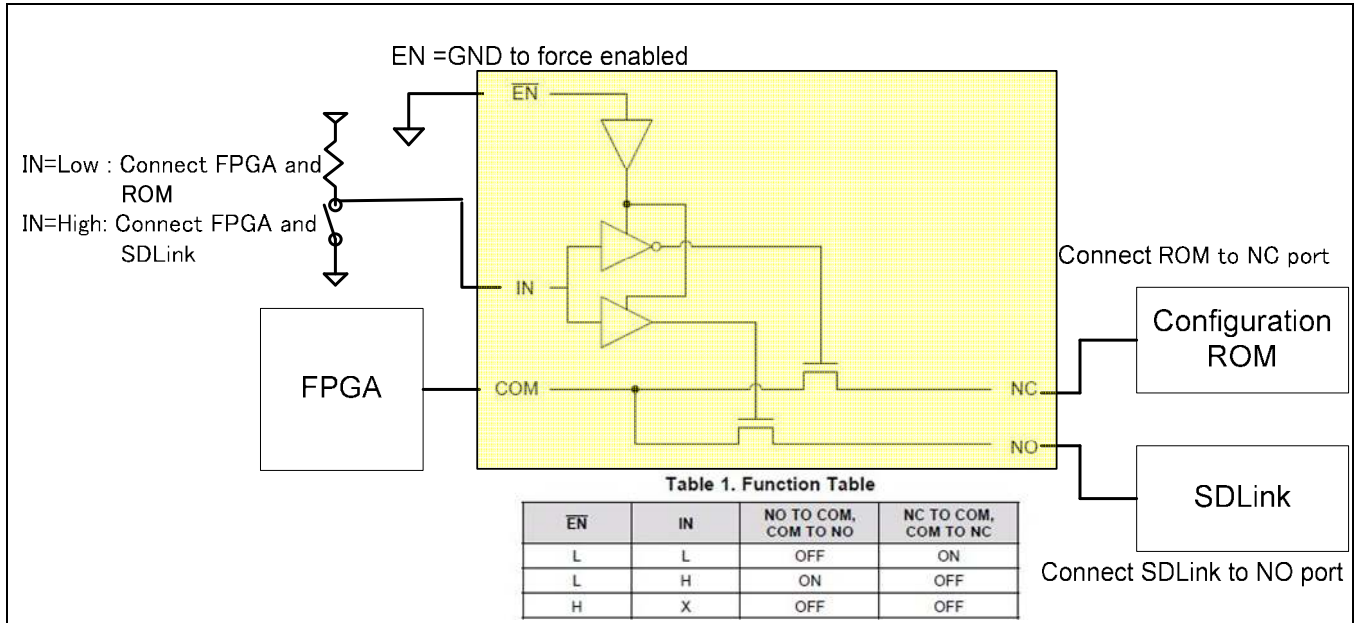 EN =GND to force enabled
EN
IN=Low : Connect FPGA and
ROM
IN=High: Connect FPGA and
SDLink
IN
FPGA
COM
NC
NO
Connect ROM to NC port
Configuration
ROM
SDLink
Connect SDLink to NO port
Table 1. Function Table
EN IN NO TO COM, COM TO NO NC TO COM, COM TO NC
L L OFF ON
L H ON OFF
H X OFF OFF